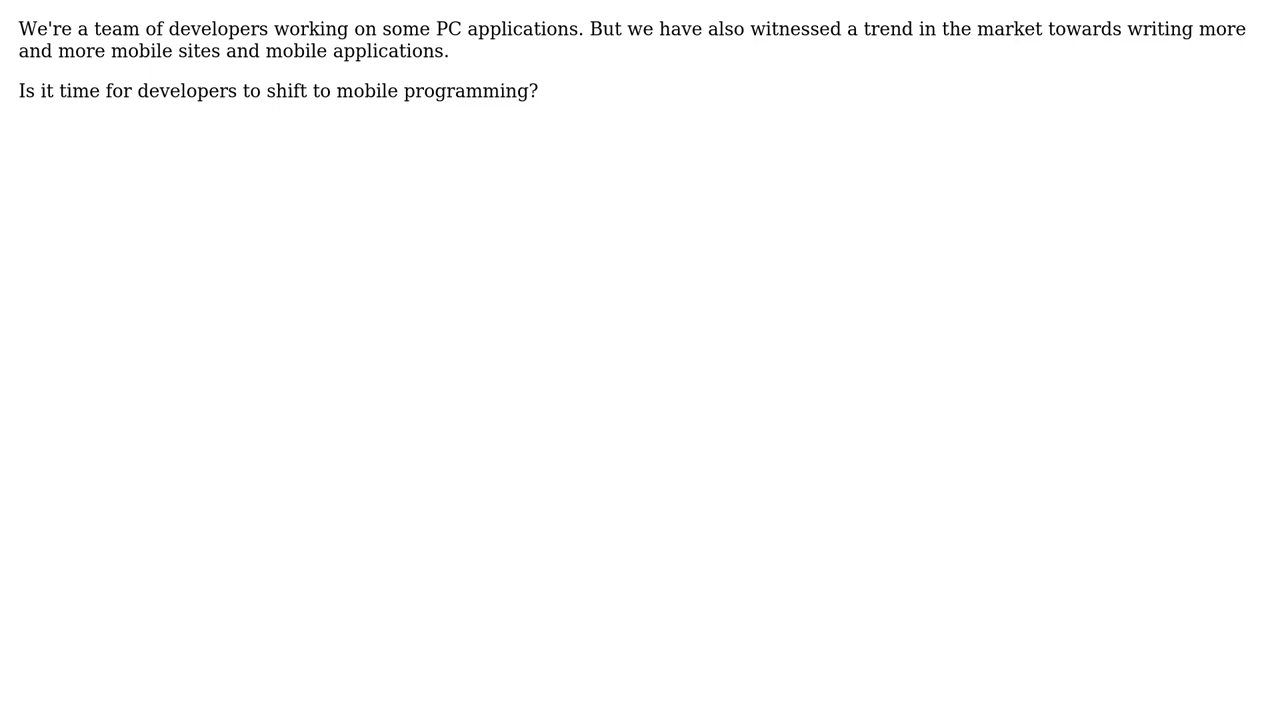 We're a team of developers working on some PC applications. But we have also witnessed a trend in the market towards writing more
and more mobile sites and mobile applications.
Is it time for developers to shift to mobile programming?